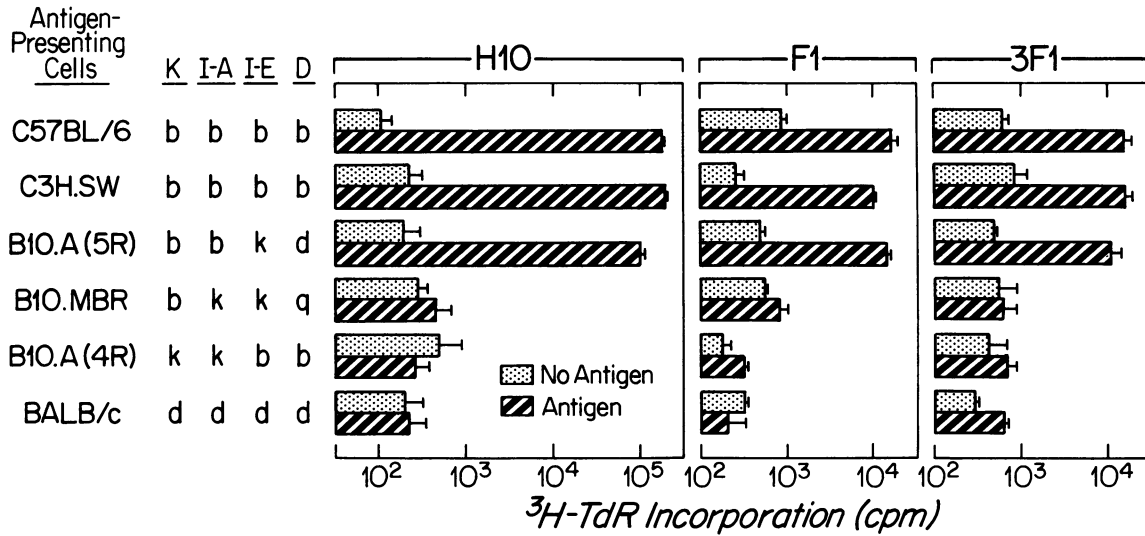 Antigen-
Presenting
Cells K I-A I-E D
H10 F1 3F1
C57BL/6 b b b b
C3H.SW b b b b
B10.A (5R) b b k d
B10.MBR b k k q
B10.A (4R) k k b b
BALB/c d d d d
No Antigen
Antigen
10² 10³ 10⁴ 10⁵ 10² 10³ 10⁴ 10² 10³ 10⁴
³H-TdR Incorporation (cpm)